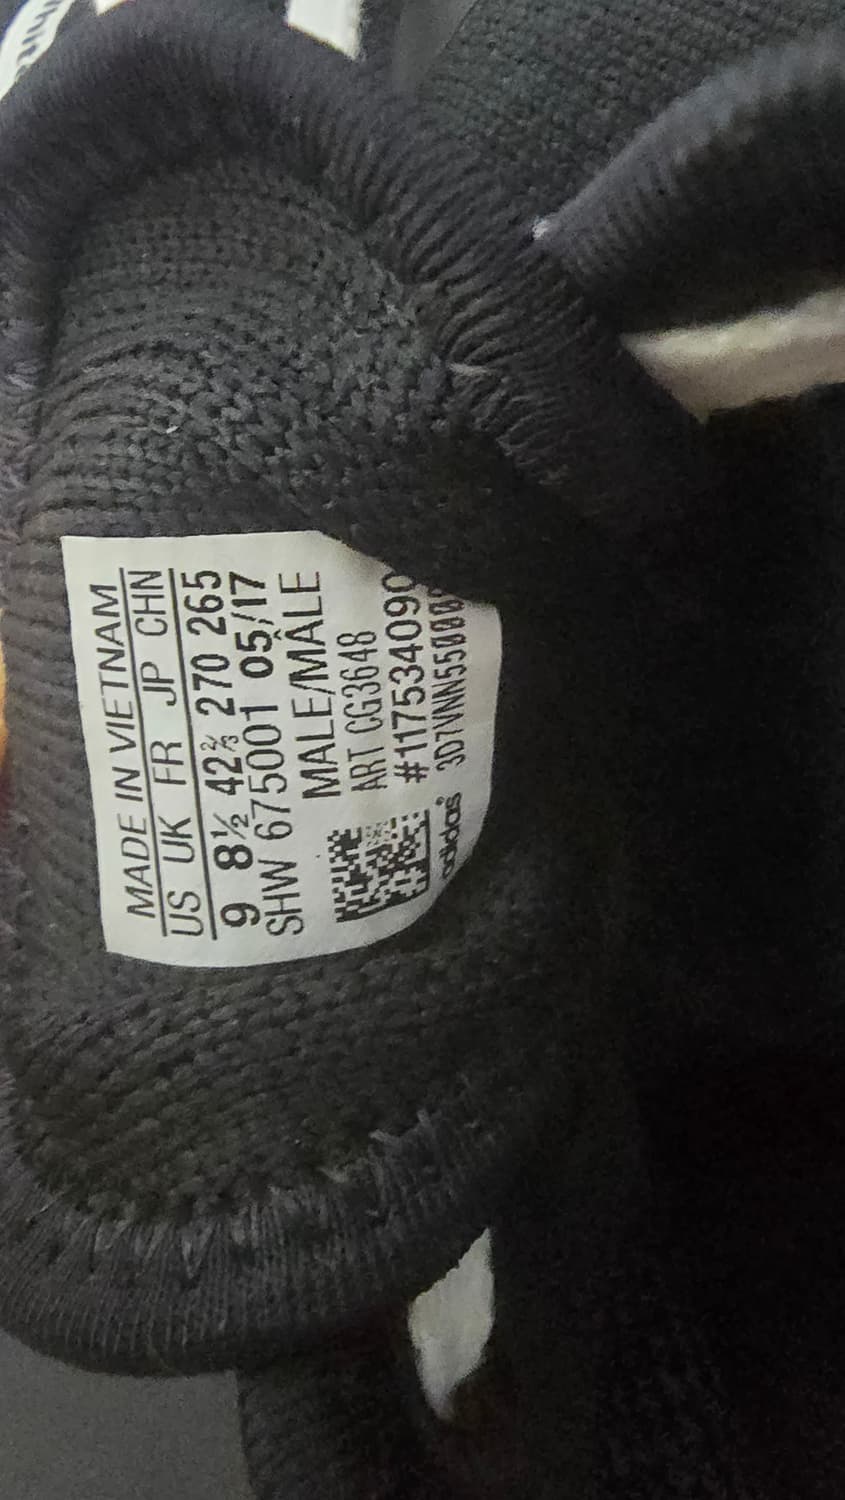 MADE IN VIETNAM
US UK FR JP CHN
9 8½ 42⅔ 270 265
SHW 675001 05/17
MALE/MÂLE
ART CG3648
#117534090
adidas®